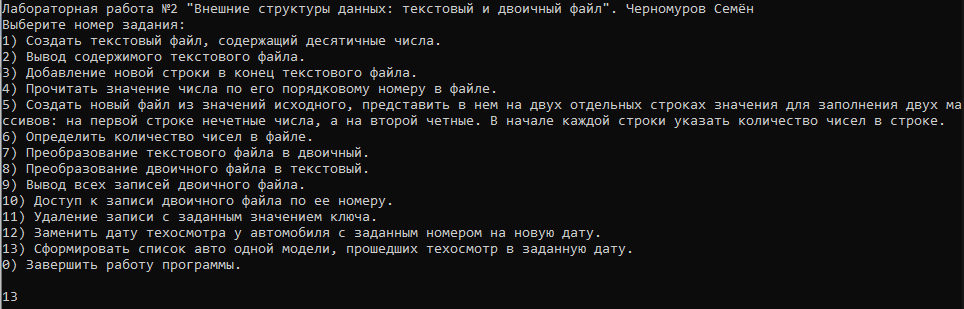 Лабораторная работа №2 "Внешние структуры данных: текстовый и двоичный файл". Черномуров Семён
Выберите номер задания:
1) Создать текстовый файл, содержащий десятичные числа.
2) Вывод содержимого текстового файла.
3) Добавление новой строки в конец текстового файла.
4) Прочитать значение числа по его порядковому номеру в файле.
5) Создать новый файл из значений исходного, представить в нем на двух отдельных строках значения для заполнения двух ма
ссивов: на первой строке нечетные числа, а на второй четные. В начале каждой строки указать количество чисел в строке.
6) Определить количество чисел в файле.
7) Преобразование текстового файла в двоичный.
8) Преобразование двоичного файла в текстовый.
9) Вывод всех записей двоичного файла.
10) Доступ к записи двоичного файла по ее номеру.
11) Удаление записи с заданным значением ключа.
12) Заменить дату техосмотра у автомобиля с заданным номером на новую дату.
13) Сформировать список авто одной модели, прошедших техосмотр в заданную дату.
0) Завершить работу программы.
13